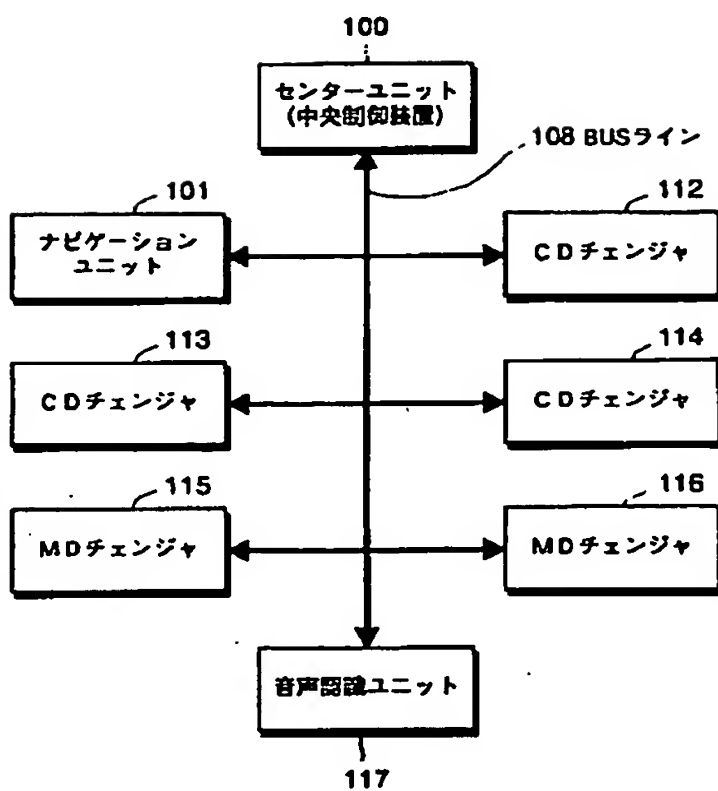 100
センターユニット
(中央制御装置)
108 BUSライン
101
ナビゲーション
ユニット
112
CDチェンジャ
113
CDチェンジャ
114
CDチェンジャ
115
MDチェンジャ
116
MDチェンジャ
音声認識ユニット
117